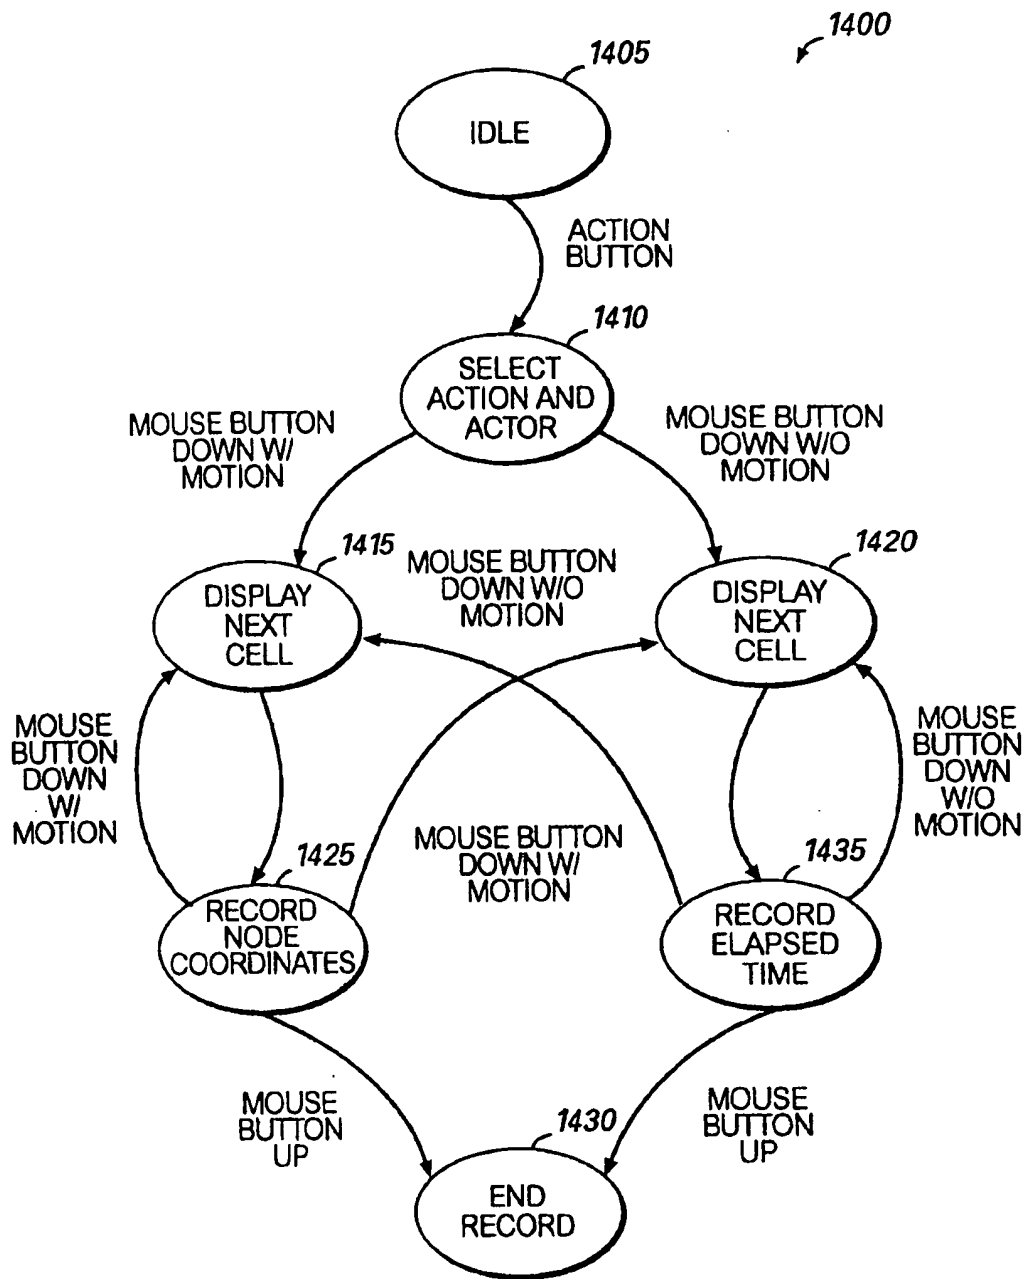 1400
1405
IDLE
ACTION
BUTTON
1410
SELECT
ACTION AND
ACTOR
MOUSE BUTTON
DOWN W/
MOTION
MOUSE BUTTON
DOWN W/O
MOTION
1415
DISPLAY
NEXT
CELL
MOUSE BUTTON
DOWN W/O
MOTION
1420
DISPLAY
NEXT
CELL
MOUSE
BUTTON
DOWN
W/
MOTION
MOUSE
BUTTON
DOWN
W/O
MOTION
MOUSE BUTTON
DOWN W/
MOTION
1425
RECORD
NODE
COORDINATES
1435
RECORD
ELAPSED
TIME
MOUSE
BUTTON
UP
MOUSE
BUTTON
UP
1430
END
RECORD